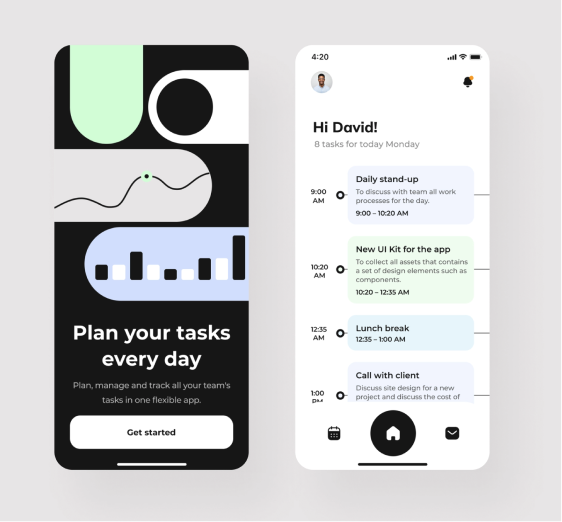 Plan your tasks
every day
Plan, manage and track all your team's
tasks in one flexible app.
Get started
4:20
Hi David!
8 tasks for today Monday
9:00
AM
Daily stand-up
To discuss with team all work
processes for the day.
9:00 – 10:20 AM
10:20
AM
New UI Kit for the app
To collect all assets that contains
a set of design elements such as
components.
10:20 – 12:35 AM
12:35
AM
Lunch break
12:35 – 1:00 AM
1:00
PM
Call with client
Discuss site design for a new
project and discuss the cost of